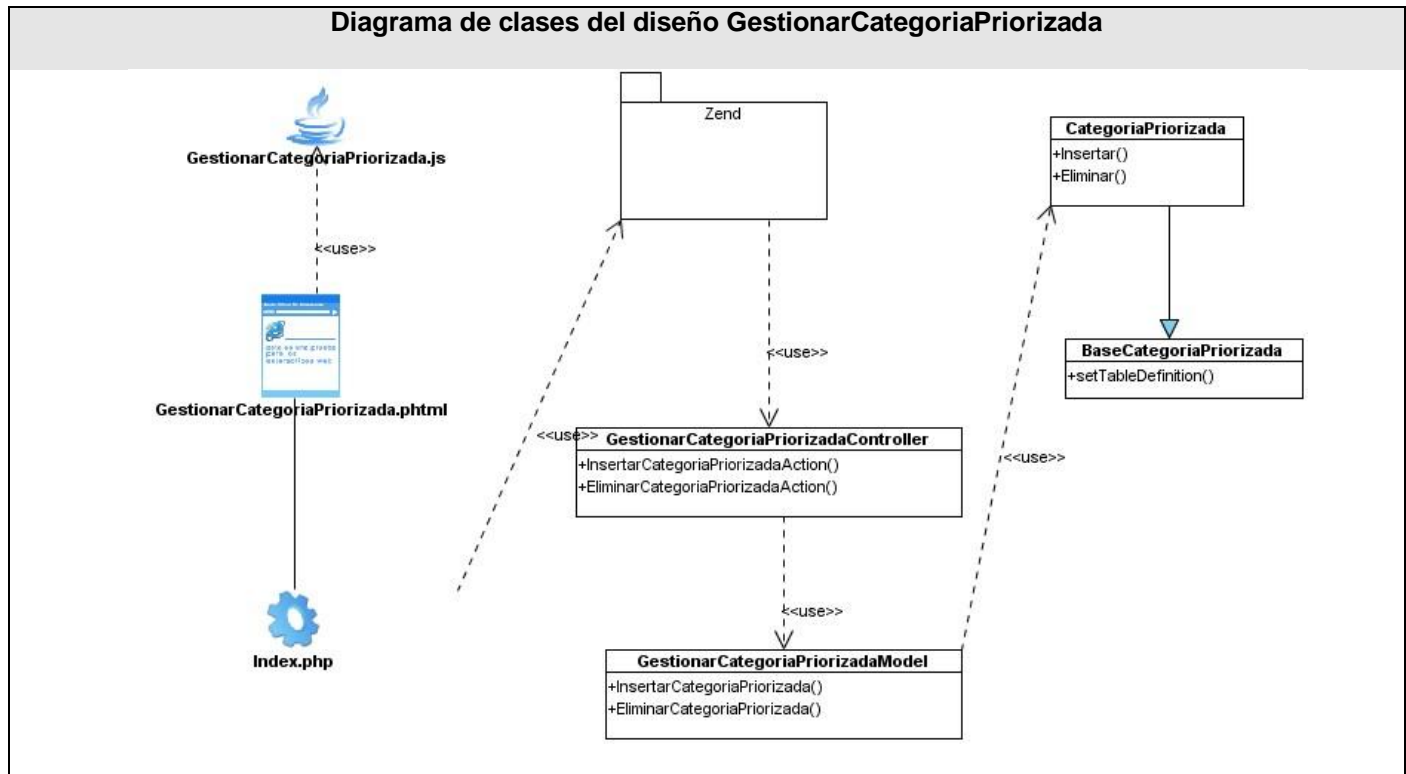 Diagrama de clases del diseño GestionarCategoriaPriorizada
GestionarCategoriaPriorizada.js
<<use>>
GestionarCategoriaPriorizada.phtml
Index.php
Zend
<<use>>
<<use>>
GestionarCategoriaPriorizadaController
+InsertarCategoriaPriorizadaAction()
+EliminarCategoriaPriorizadaAction()
<<use>>
GestionarCategoriaPriorizadaModel
+InsertarCategoriaPriorizada()
+EliminarCategoriaPriorizada()
<<use>>
CategoriaPriorizada
+Insertar()
+Eliminar()
BaseCategoriaPriorizada
+setTableDefinition()